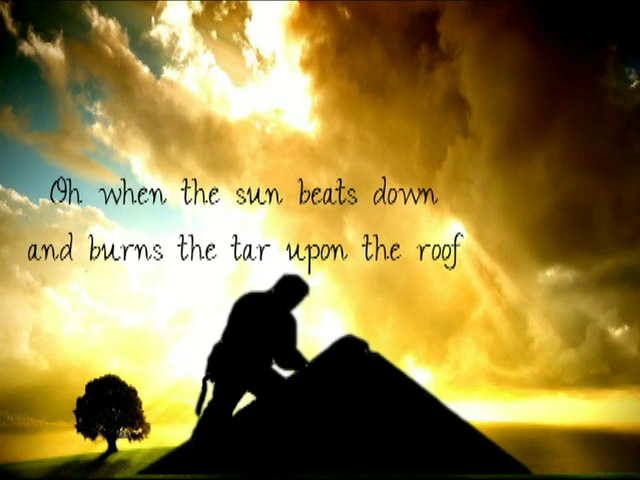 Oh when the sun beats down
and burns the tar upon the roof